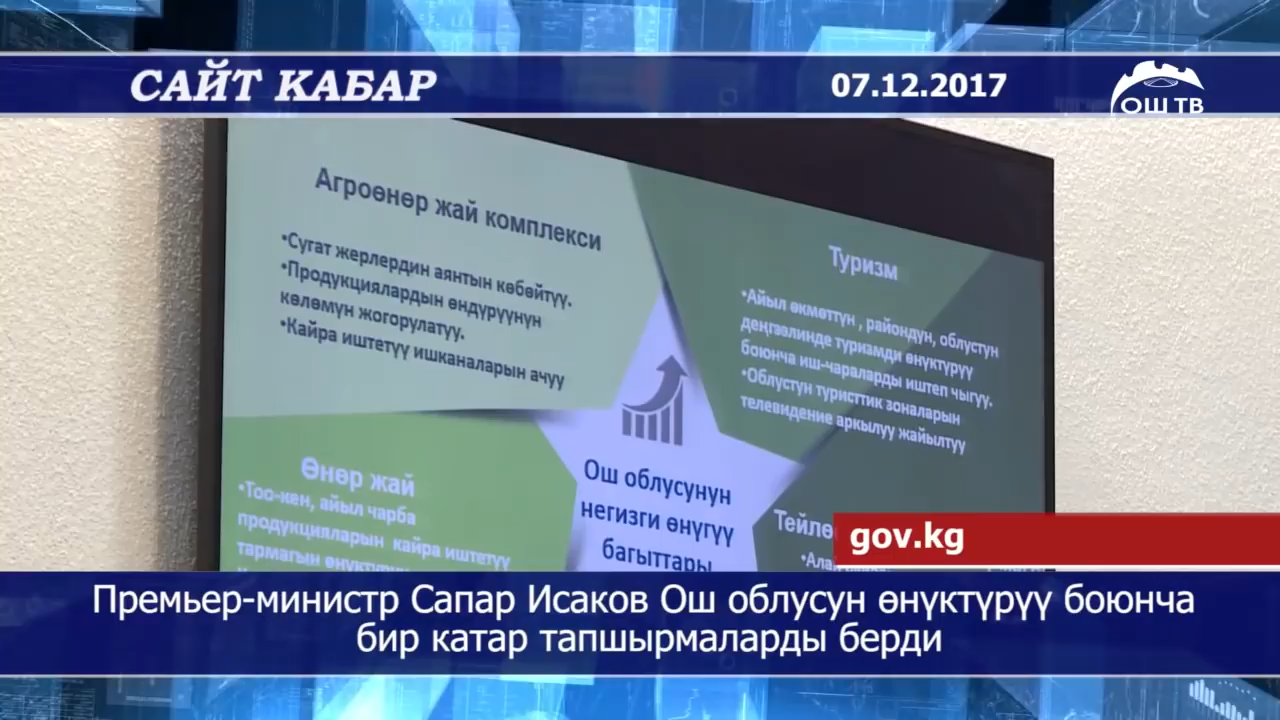 САЙТ КАБАР
07.12.2017
ОШ ТВ
Агроөнөр жай комплекси
•Сугат жерлердин аянтын көбөйтүү.
•Продукциялардын өндүрүүнүн
көлөмүн жогорулатуу.
•Кайра иштетүү ишканаларын ачуу
Туризм
•Айыл өкмөттүн , райондун, облустун
деңгээлинде туризмди өнүктүрүү
боюнча иш-чараларды иштеп чыгуу.
•Облустун туристтик зоналарын
телевидение аркылуу жайылтуу
Өнөр жай
•Тоо-кен, айыл чарба
продукцияларын кайра иштетүү
тармагын өнүктүрүү
Ош облусунун
негизги өнүгүү
багыттары
gov.kg
Премьер-министр Сапар Исаков Ош облусун өнүктүрүү боюнча
бир катар тапшырмаларды берди